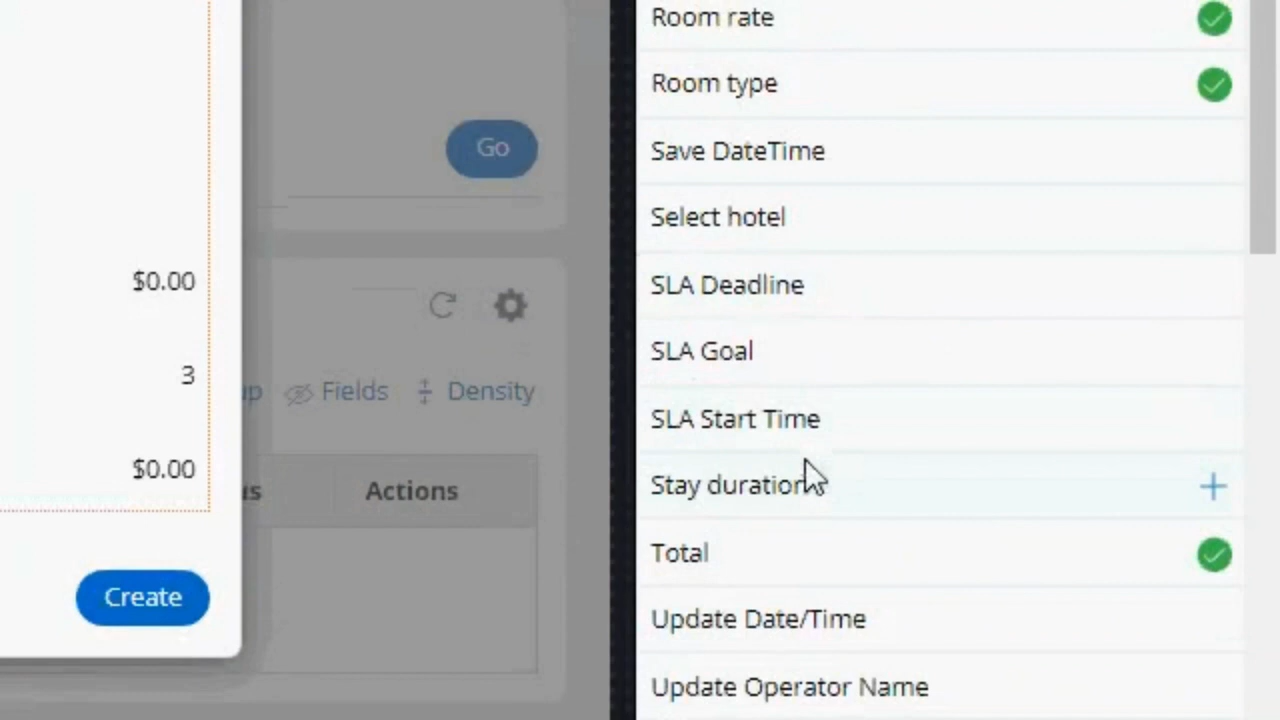 Go
$0.00
3
Fields
Density
$0.00
Actions
Create
Room rate
Room type
Save DateTime
Select hotel
SLA Deadline
SLA Goal
SLA Start Time
Stay duration
Total
Update Date/Time
Update Operator Name